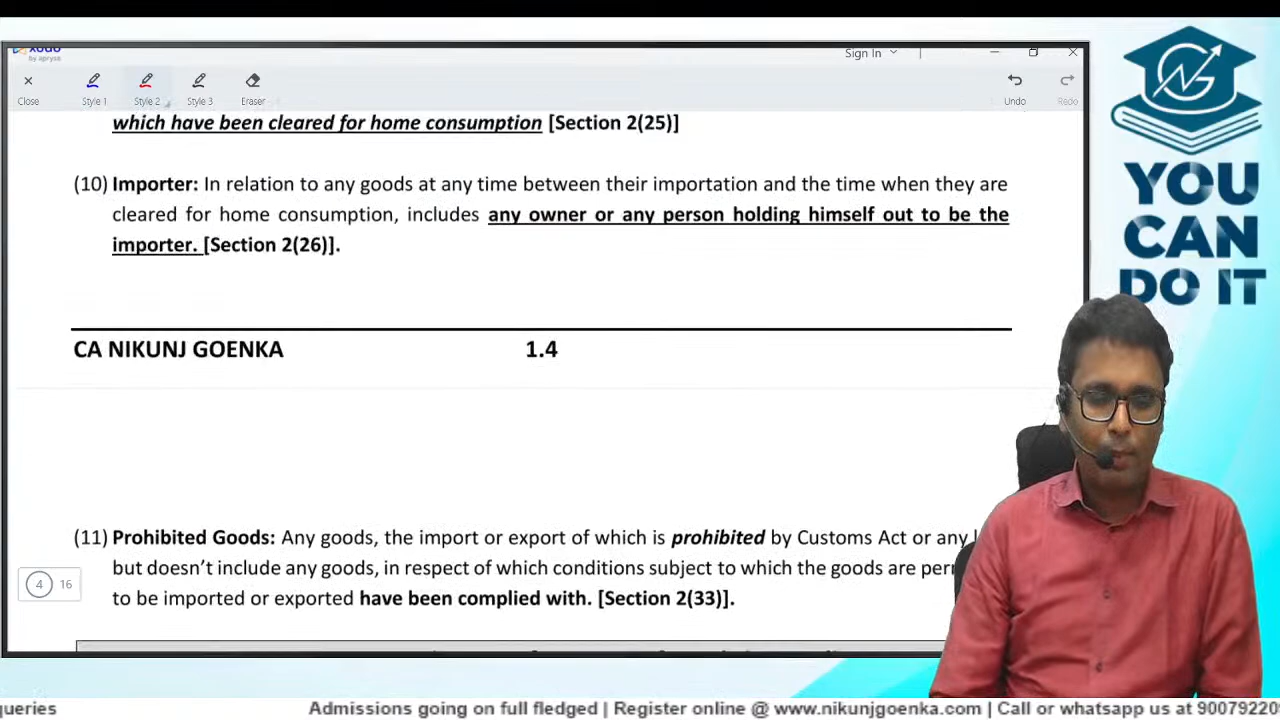 xodo
by apryse
Sign In
Close
Style 1
Style 2
Style 3
Eraser
Undo
Redo
which have been cleared for home consumption [Section 2(25)]
(10) Importer: In relation to any goods at any time between their importation and the time when they are
cleared for home consumption, includes any owner or any person holding himself out to be the
importer. [Section 2(26)].
CA NIKUNJ GOENKA 1.4
(11) Prohibited Goods: Any goods, the import or export of which is prohibited by Customs Act or any
but doesn't include any goods, in respect of which conditions subject to which the goods are
to be imported or exported have been complied with. [Section 2(33)].
4 16
YOU
CAN
DO IT
queries Admissions going on full fledged | Register online @ www.nikunjgoenka.com | Call or whatsapp us at 90079220